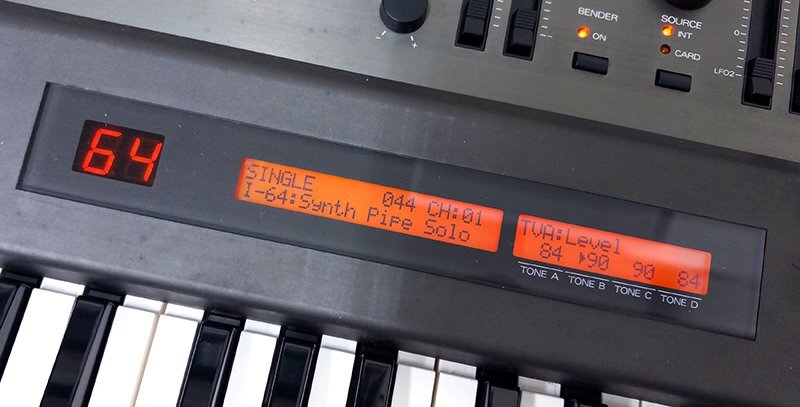 BENDER
ON
SOURCE
INT
CARD
0
LFO2
64
SINGLE 044 CH:01
I-64:Synth Pipe Solo
TVA:Level
84 ▶90 90 84
TONE A TONE B TONE C TONE D
- +